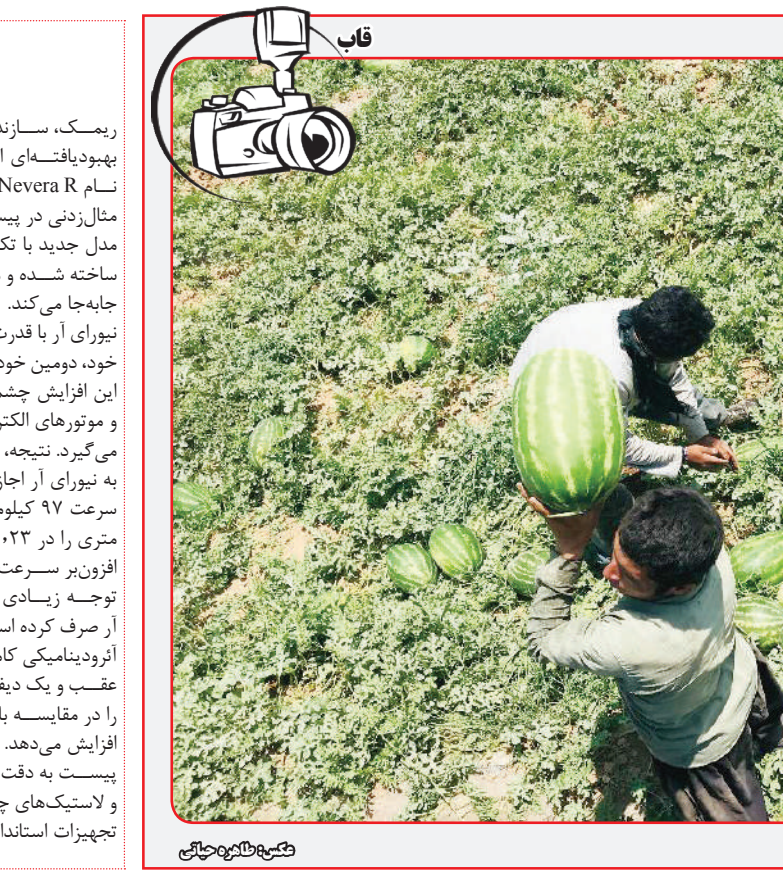 قاب
عکس: طاهره حیاتی
ریمک، سازند
بهبودیافته‌ای ا
نام Nevera R
مثال‌زدنی در پیس
مدل جدید با تک
ساخته شده و
جابه‌جا می‌کند.
نیورای آر با قدرت
خود، دومین خود
این افزایش چشم
و موتورهای الکتر
می‌گیرد. نتیجه،
به نیورای آر اجاز
سرعت ۹۷ کیلوم
متری را در ۰٫۲۳
افزون‌بر سرعت
توجه زیادی
آر صرف کرده اس
آئرودینامیکی کام
عقب و یک دیف
را در مقایسه با
افزایش می‌دهد.
پیست به دقت
و لاستیک‌های چ
تجهیزات استاندار